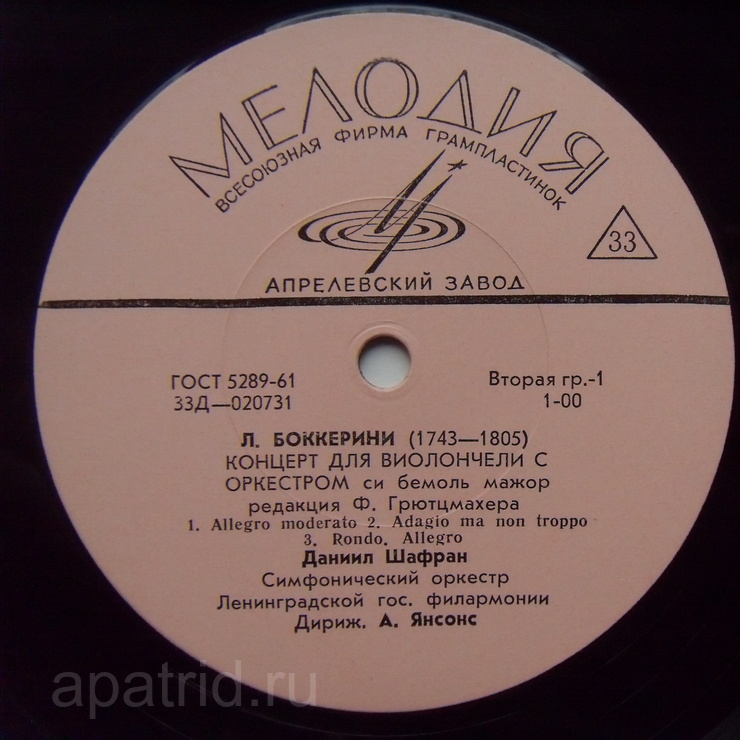 МЕЛОДИЯ
ВСЕСОЮЗНАЯ ФИРМА ГРАМПЛАСТИНОК
33
АПРЕЛЕВСКИЙ ЗАВОД
ГОСТ 5289-61
Вторая гр.-1
33Д—020731
1-00
Л. БОККЕРИНИ (1743—1805)
КОНЦЕРТ ДЛЯ ВИОЛОНЧЕЛИ С
ОРКЕСТРОМ си бемоль мажор
редакция Ф. Грютцмахера
1. Allegro moderato 2. Adagio ma non troppo
3. Rondo. Allegro
Даниил Шафран
Симфонический оркестр
Ленинградской гос. филармонии
Дириж. А. Янсонс
apatrid.ru